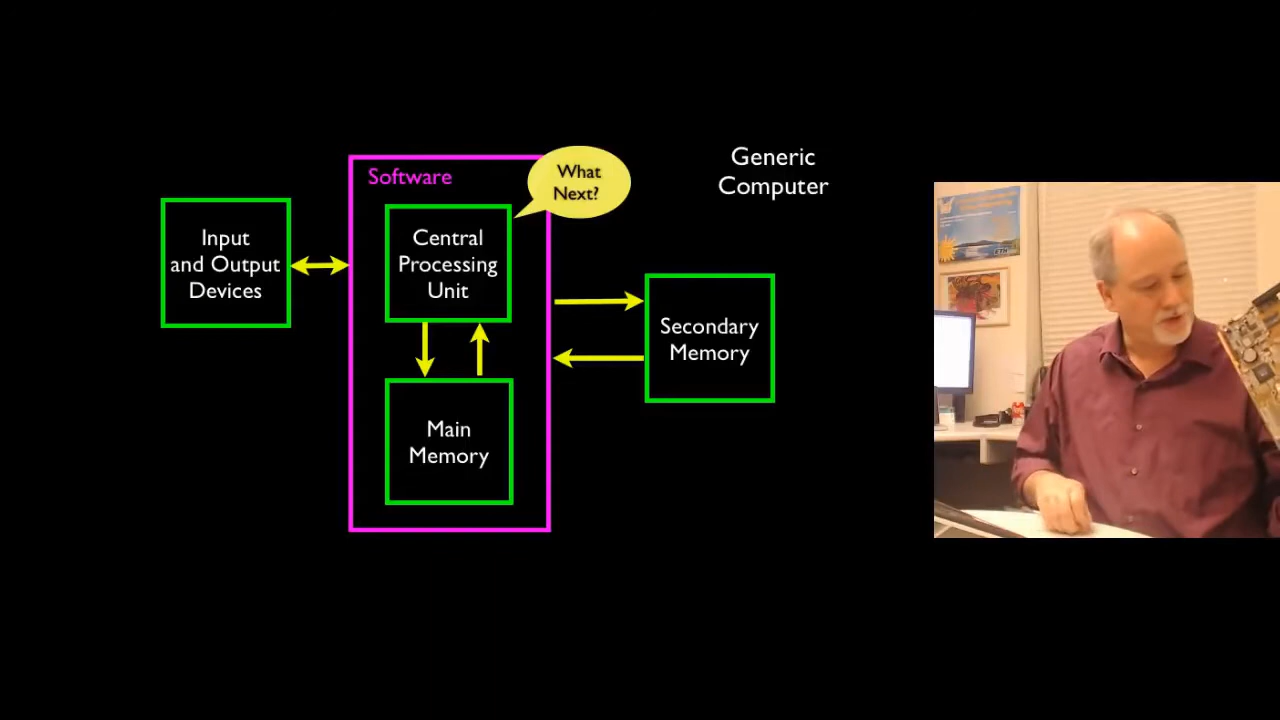 Generic
Computer
Software
What
Next?
Input
and Output
Devices
Central
Processing
Unit
Secondary
Memory
Main
Memory